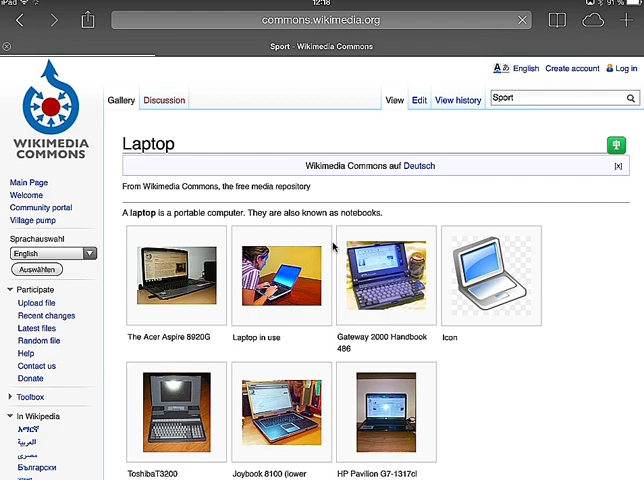 iPad
12:18
91 %
commons.wikimedia.org
Sport - Wikimedia Commons
English Create account Log in
Gallery Discussion View Edit View history Sport
WIKIMEDIA
COMMONS
Laptop
Wikimedia Commons auf Deutsch [x]
From Wikimedia Commons, the free media repository
A laptop is a portable computer. They are also known as notebooks.
Main Page
Welcome
Community portal
Village pump
Sprachauswahl
English
Auswählen
Participate
Upload file
Recent changes
Latest files
Random file
Help
Contact us
Donate
Toolbox
In Wikipedia
አማርኛ
العربية
مصرى
Български
The Acer Aspire 8920G
Laptop in use
Gateway 2000 Handbook
486
Icon
ToshibaT3200
Joybook 8100 (lower
HP Pavilion G7-1317cl